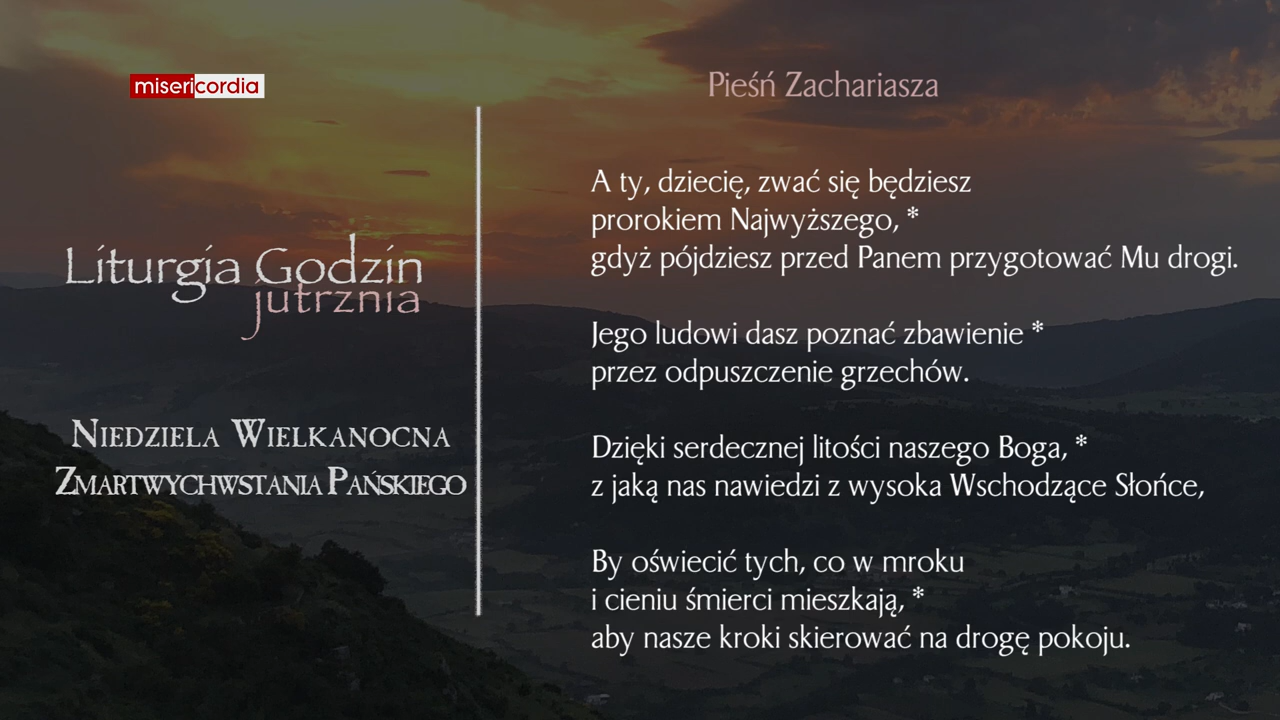 misericordia
Liturgia Godzin
jutrznia
Niedziela Wielkanocna
Zmartwychwstania Pańskiego
Pieśń Zachariasza
A ty, dziecię, zwać się będziesz
prorokiem Najwyższego, *
gdyż pójdziesz przed Panem przygotować Mu drogi.
Jego ludowi dasz poznać zbawienie *
przez odpuszczenie grzechów.
Dzięki serdecznej litości naszego Boga, *
z jaką nas nawiedzi z wysoka Wschodzące Słońce,
By oświecić tych, co w mroku
i cieniu śmierci mieszkają, *
aby nasze kroki skierować na drogę pokoju.